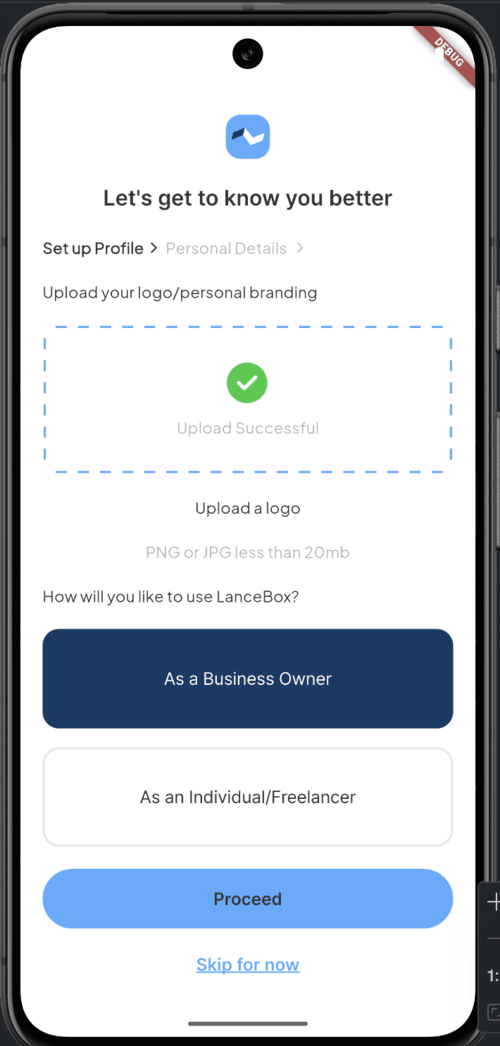 DEBUG
Let's get to know you better
Set up Profile > Personal Details >
Upload your logo/personal branding
Upload Successful
Upload a logo
PNG or JPG less than 20mb
How will you like to use LanceBox?
As a Business Owner
As an Individual/Freelancer
Proceed
Skip for now
1: